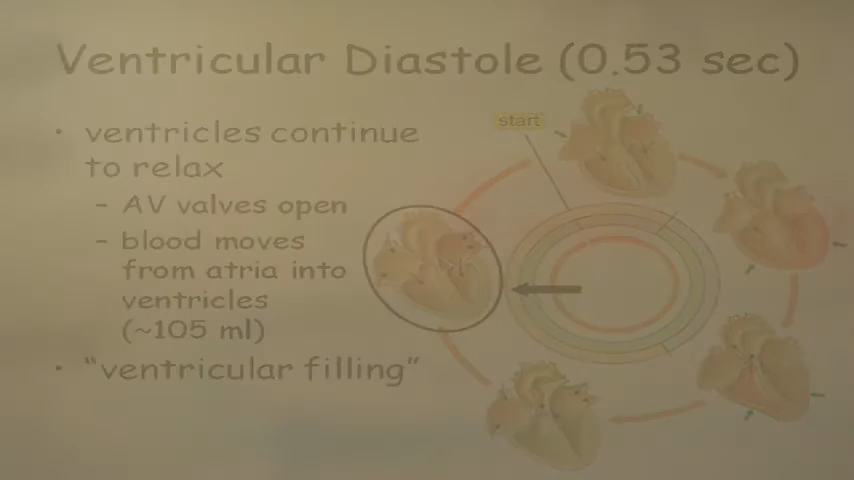 Ventricular Diastole (0.53 sec)
• ventricles continue
to relax
– AV valves open
– blood moves
from atria into
ventricles
(~105 ml)
• “ventricular filling”
start